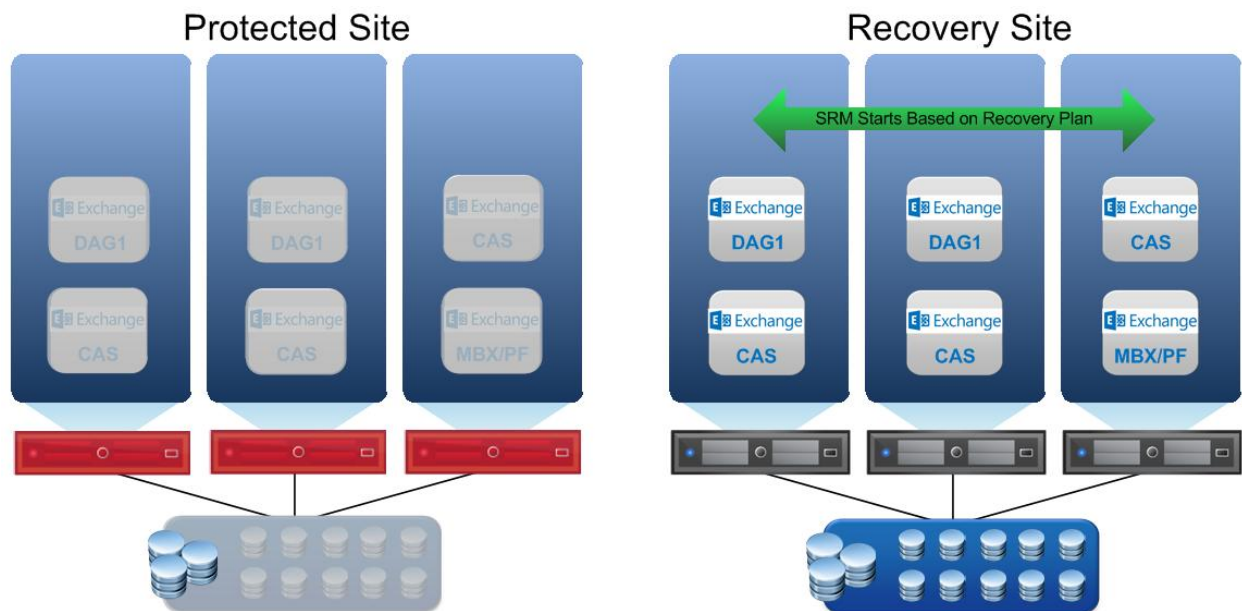 Protected Site
Recovery Site
SRM Starts Based on Recovery Plan
Exchange
DAG1
Exchange
DAG1
Exchange
CAS
Exchange
CAS
Exchange
CAS
Exchange
MBX/PF
Exchange
DAG1
Exchange
DAG1
Exchange
CAS
Exchange
CAS
Exchange
CAS
Exchange
MBX/PF